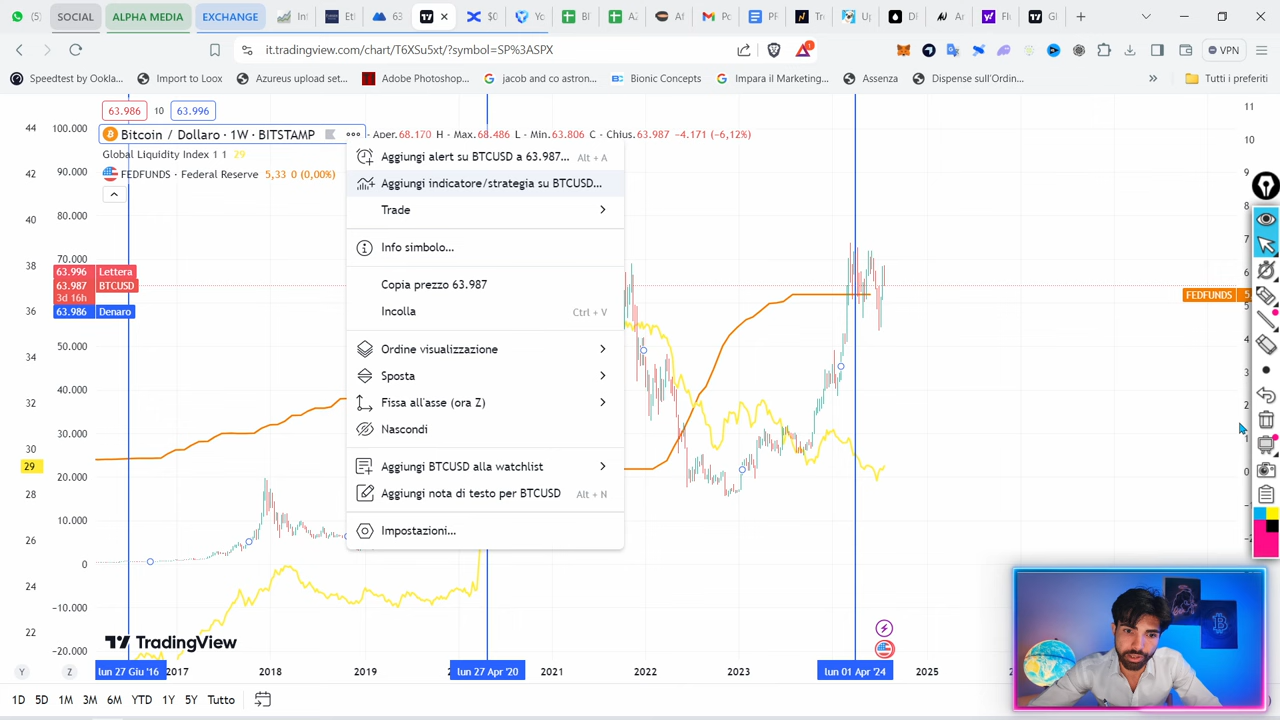 (5)
SOCIAL
ALPHA MEDIA
EXCHANGE
In
Eth
63
it.tradingview.com/chart/T6XSu5xt/?symbol=SP%3ASPX
VPN
Speedtest by Ookla...
Import to Loox
Azureus upload set...
Adobe Photoshop...
jacob and co astron...
Bionic Concepts
Impara il Marketing...
Assenza
Dispense sull'Ordin...
Tutti i preferiti
63.986 10 63.996
Bitcoin / Dollaro · 1W · BITSTAMP
Aper.68.170 H - Max.68.486 L - Min.63.806 C - Chius.63.987 -4.171 (-6,12%)
Global Liquidity Index 1 1 29
FEDFUNDS · Federal Reserve 5,33 0 (0,00%)
Aggiungi alert su BTCUSD a 63.987... Alt + A
Aggiungi indicatore/strategia su BTCUSD...
Trade
Info simbolo...
Copia prezzo 63.987
Incolla Ctrl + V
Ordine visualizzazione
Sposta
Fissa all'asse (ora Z)
Nascondi
Aggiungi BTCUSD alla watchlist
Aggiungi nota di testo per BTCUSD Alt + N
Impostazioni...
44
42
40
38
36
34
32
30
29
28
26
24
22
100.000
90.000
80.000
70.000
63.996 Lettera
63.987 BTCUSD
3d 16h
63.986 Denaro
50.000
40.000
30.000
20.000
10.000
0
-10.000
-20.000
11
10
9
8
7
6
FEDFUNDS 5
5
4
3
2
1
0
TradingView
Y
Z
lun 27 Giu '16
2017
2018
2019
lun 27 Apr '20
2021
2022
2023
lun 01 Apr '24
2025
1D 5D 1M 3M 6M YTD 1Y 5Y Tutto